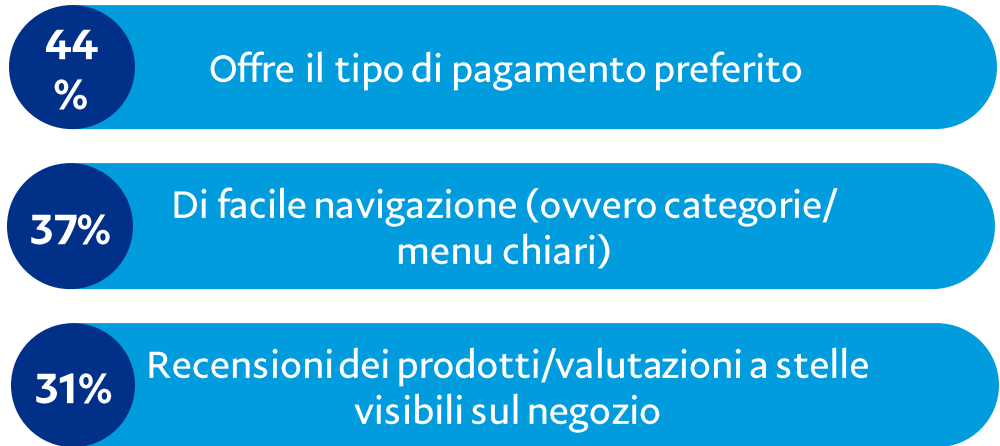 44
%
Offre il tipo di pagamento preferito
37%
Di facile navigazione (ovvero categorie/
menu chiari)
31%
Recensioni dei prodotti/valutazioni a stelle
visibili sul negozio